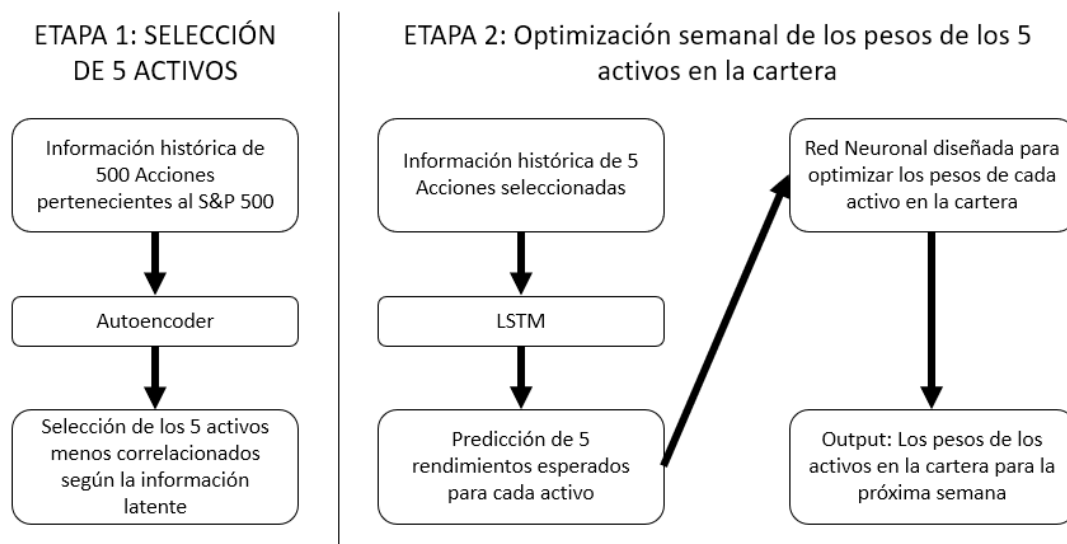 ETAPA 1: SELECCIÓN
DE 5 ACTIVOS
Información histórica de
500 Acciones
pertenecientes al S&P 500
Autoencoder
Selección de los 5 activos
menos correlacionados
según la información
latente
ETAPA 2: Optimización semanal de los pesos de los 5
activos en la cartera
Información histórica de 5
Acciones seleccionadas
LSTM
Predicción de 5
rendimientos esperados
para cada activo
Red Neuronal diseñada para
optimizar los pesos de cada
activo en la cartera
Output: Los pesos de los
activos en la cartera para la
próxima semana